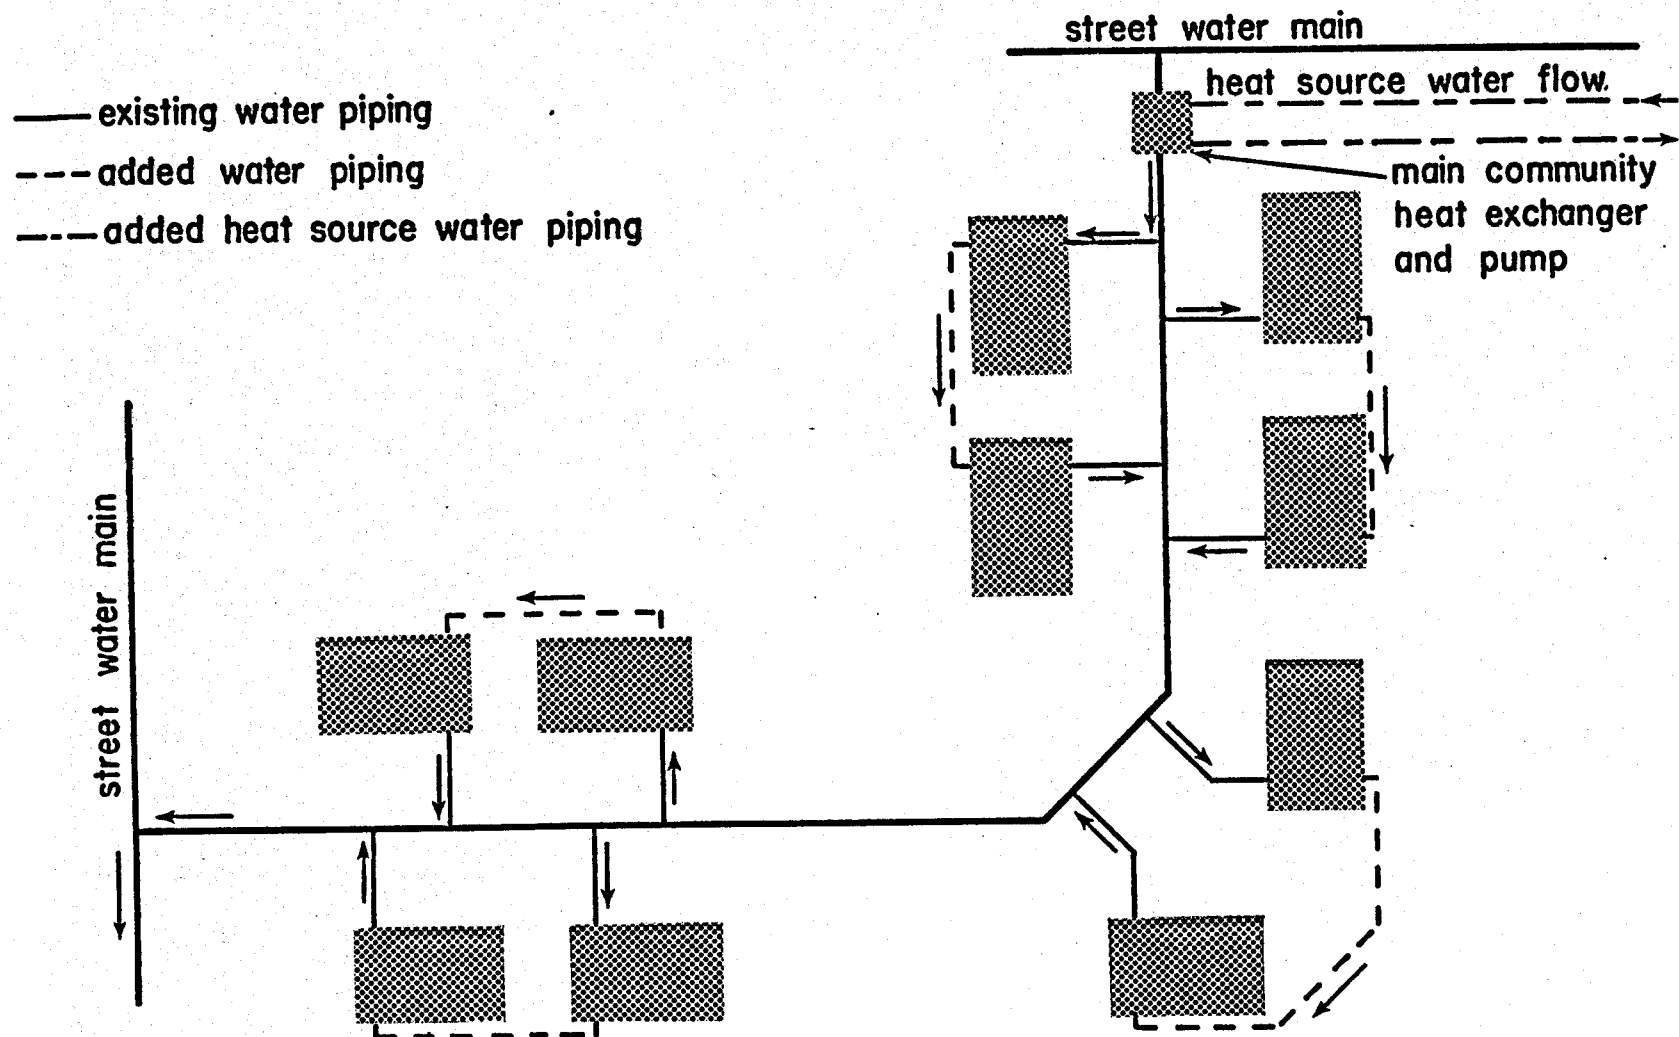 street water main
heat source water flow.
existing water piping
added water piping
added heat source water piping
main community
heat exchanger
and pump
street water main